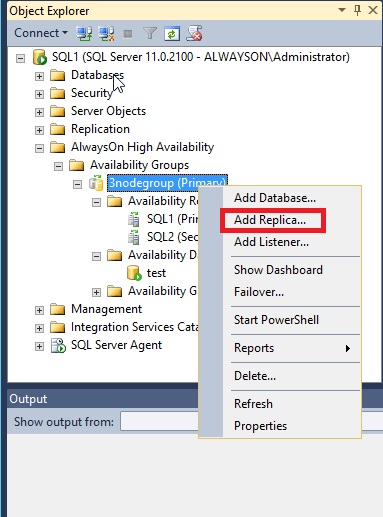 Object Explorer
Connect
SQL1 (SQL Server 11.0.2100 - ALWAYSON\Administrator)
Databases
Security
Server Objects
Replication
AlwaysOn High Availability
Availability Groups
3nodegroup (Primary)
Availability Re
SQL1 (Prim
SQL2 (Sec
Availability Da
test
Availability G
Management
Integration Services Cata
SQL Server Agent
Add Database...
Add Replica...
Add Listener...
Show Dashboard
Failover...
Start PowerShell
Reports
Delete...
Refresh
Properties
Output
Show output from: